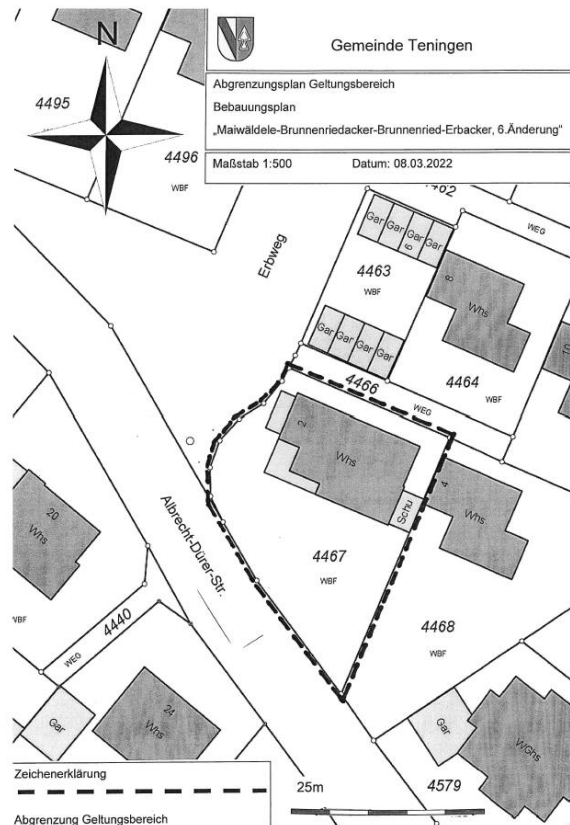 N
Gemeinde Teningen
Abgrenzungsplan Geltungsbereich
Bebauungsplan
„Maiwäldele-Brunnenriedacker-Brunnenried-Erbacker, 6.Änderung"
Maßstab 1:500 Datum: 08.03.2022
4495
4496
WBF
4462
WEG
Erbweg
Gar Gar Gar Gar
6
4463
WBF
8
Whs
Gar Gar Gar Gar
4466
WEG
4464
WBF
2
Whs
Schu
4
Whs
4467
WBF
4468
WBF
Albrecht-Dürer-Str.
20
Whs
WBF
4440
WEG
24
Whs
Gar
Gar
WGhs
4579
25m
Zeichenerklärung
Abgrenzung Geltungsbereich